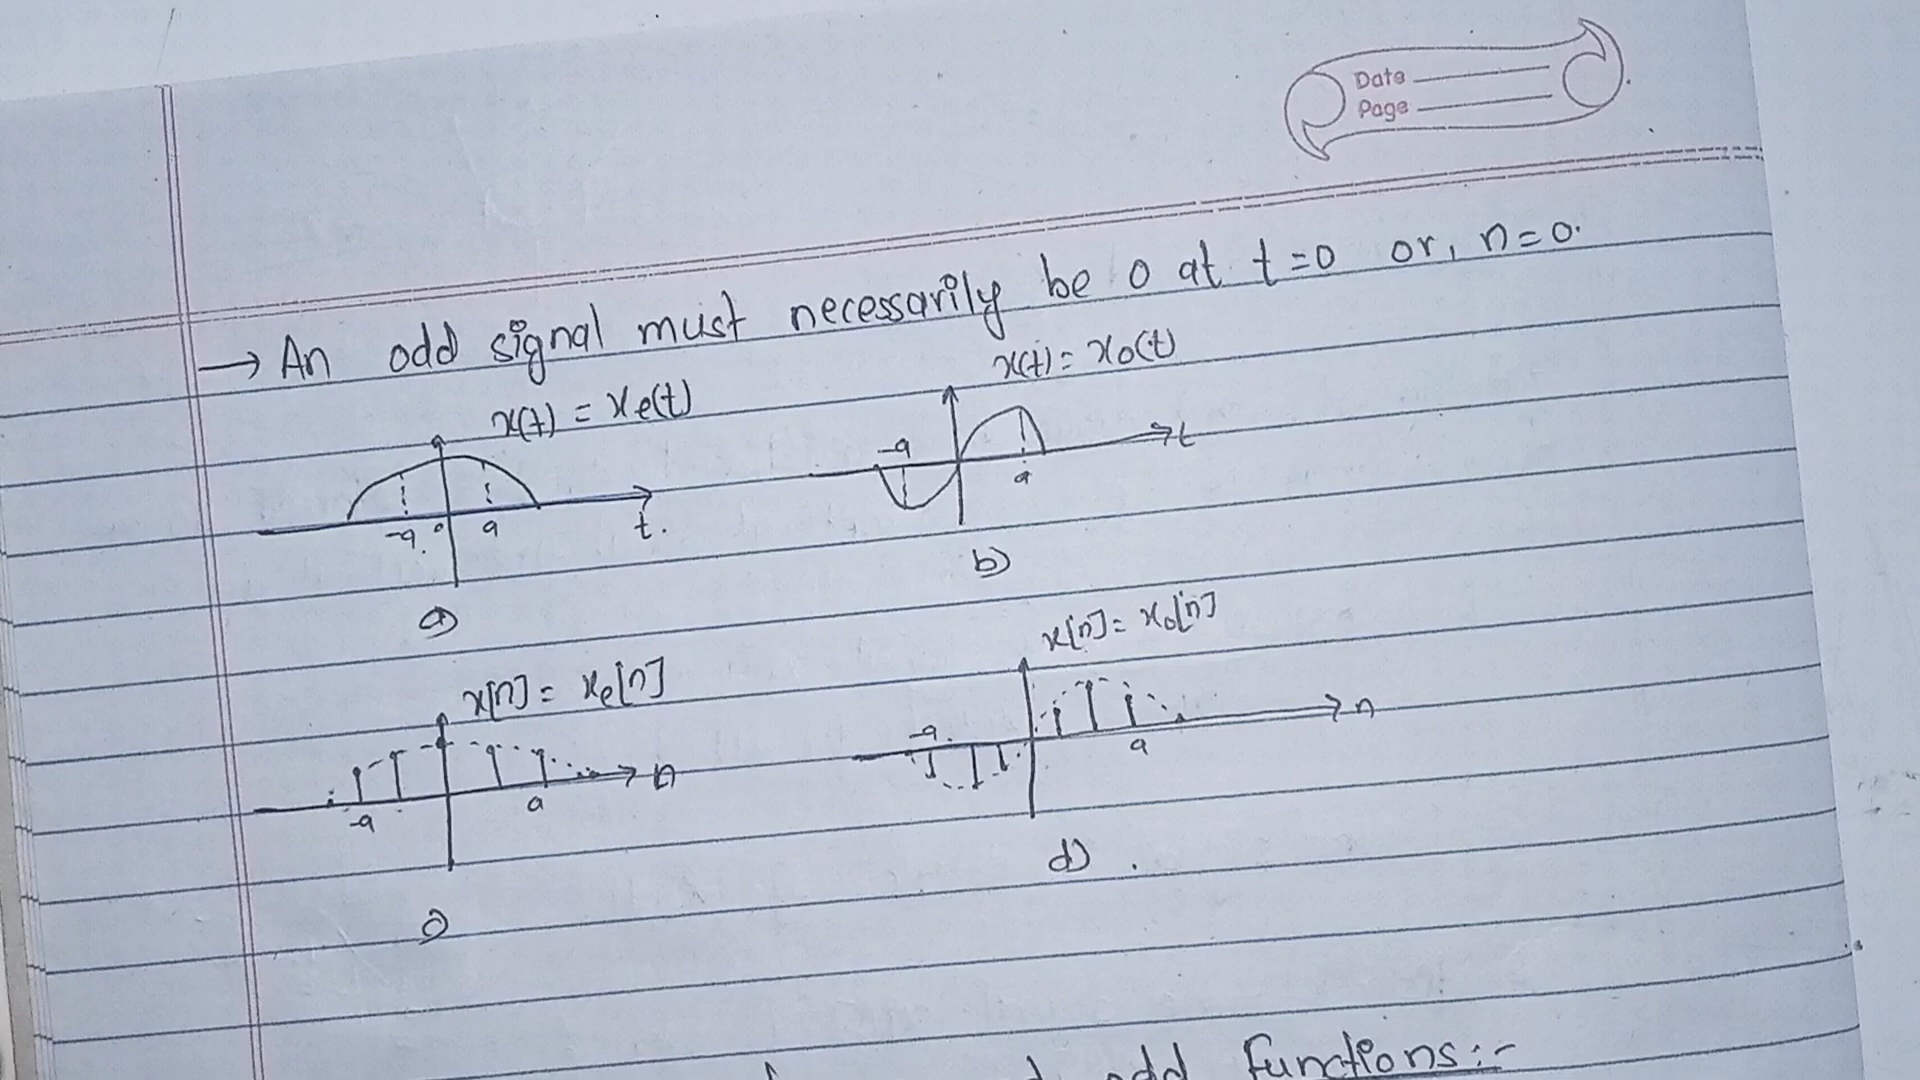 Date
Page
→ An odd signal must necessarily be 0 at t=0 or, n=0.
x(t) = xe(t)
x(t) = xo(t)
-a 0 a t.
-a a t
a)
b)
x[n] = xe[n]
x[n] = xo[n]
-a a n
-a a n
c)
d)
odd functions:-